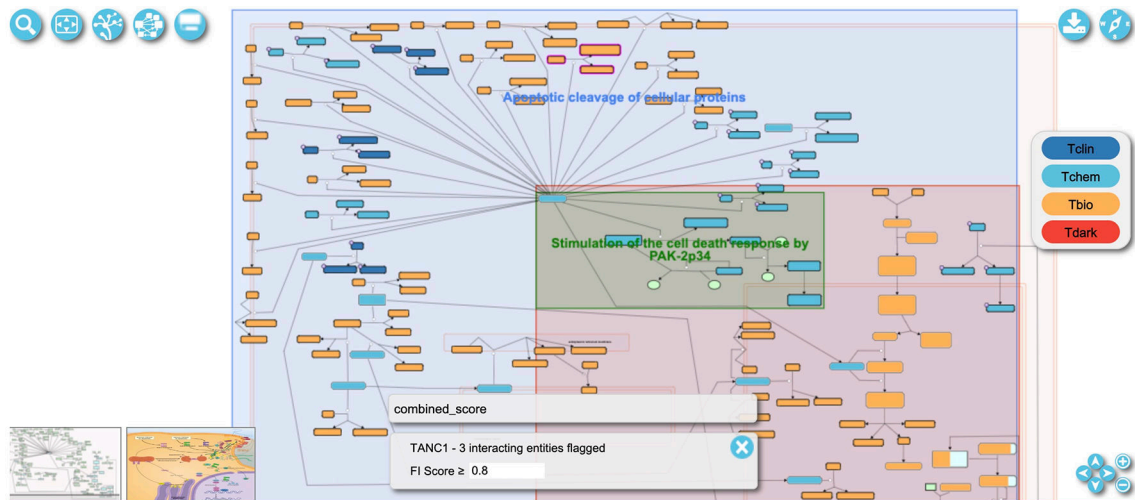 Apoptotic cleavage of cellular proteins
Tclin
Tchem
Tbio
Tdark
Stimulation of the cell death response by
PAK-2p34
combined_score
TANC1 - 3 interacting entities flagged
FI Score ≥ 0.8